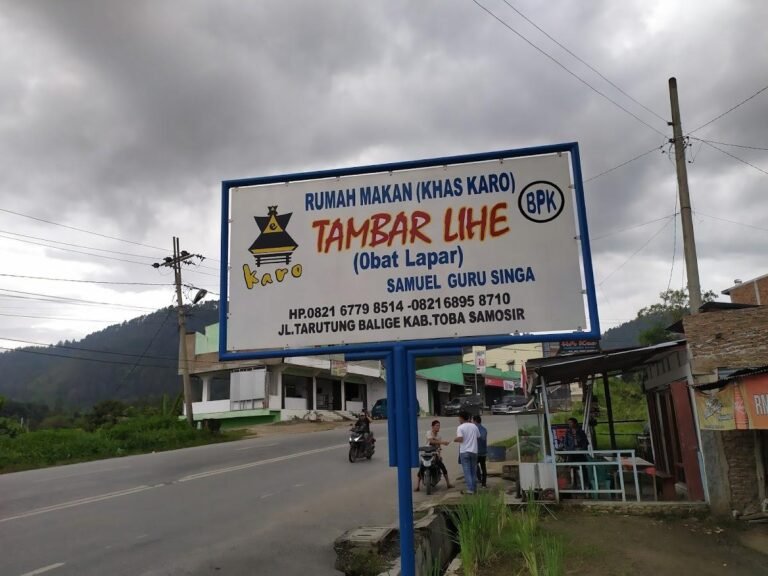 RUMAH MAKAN (KHAS KARO)
BPK
TAMBAR LIHE
(Obat Lapar)
e
Karo
SAMUEL GURU SINGA
HP.0821 6779 8514 -0821 6895 8710
JL.TARUTUNG BALIGE KAB.TOBA SAMOSIR
RM